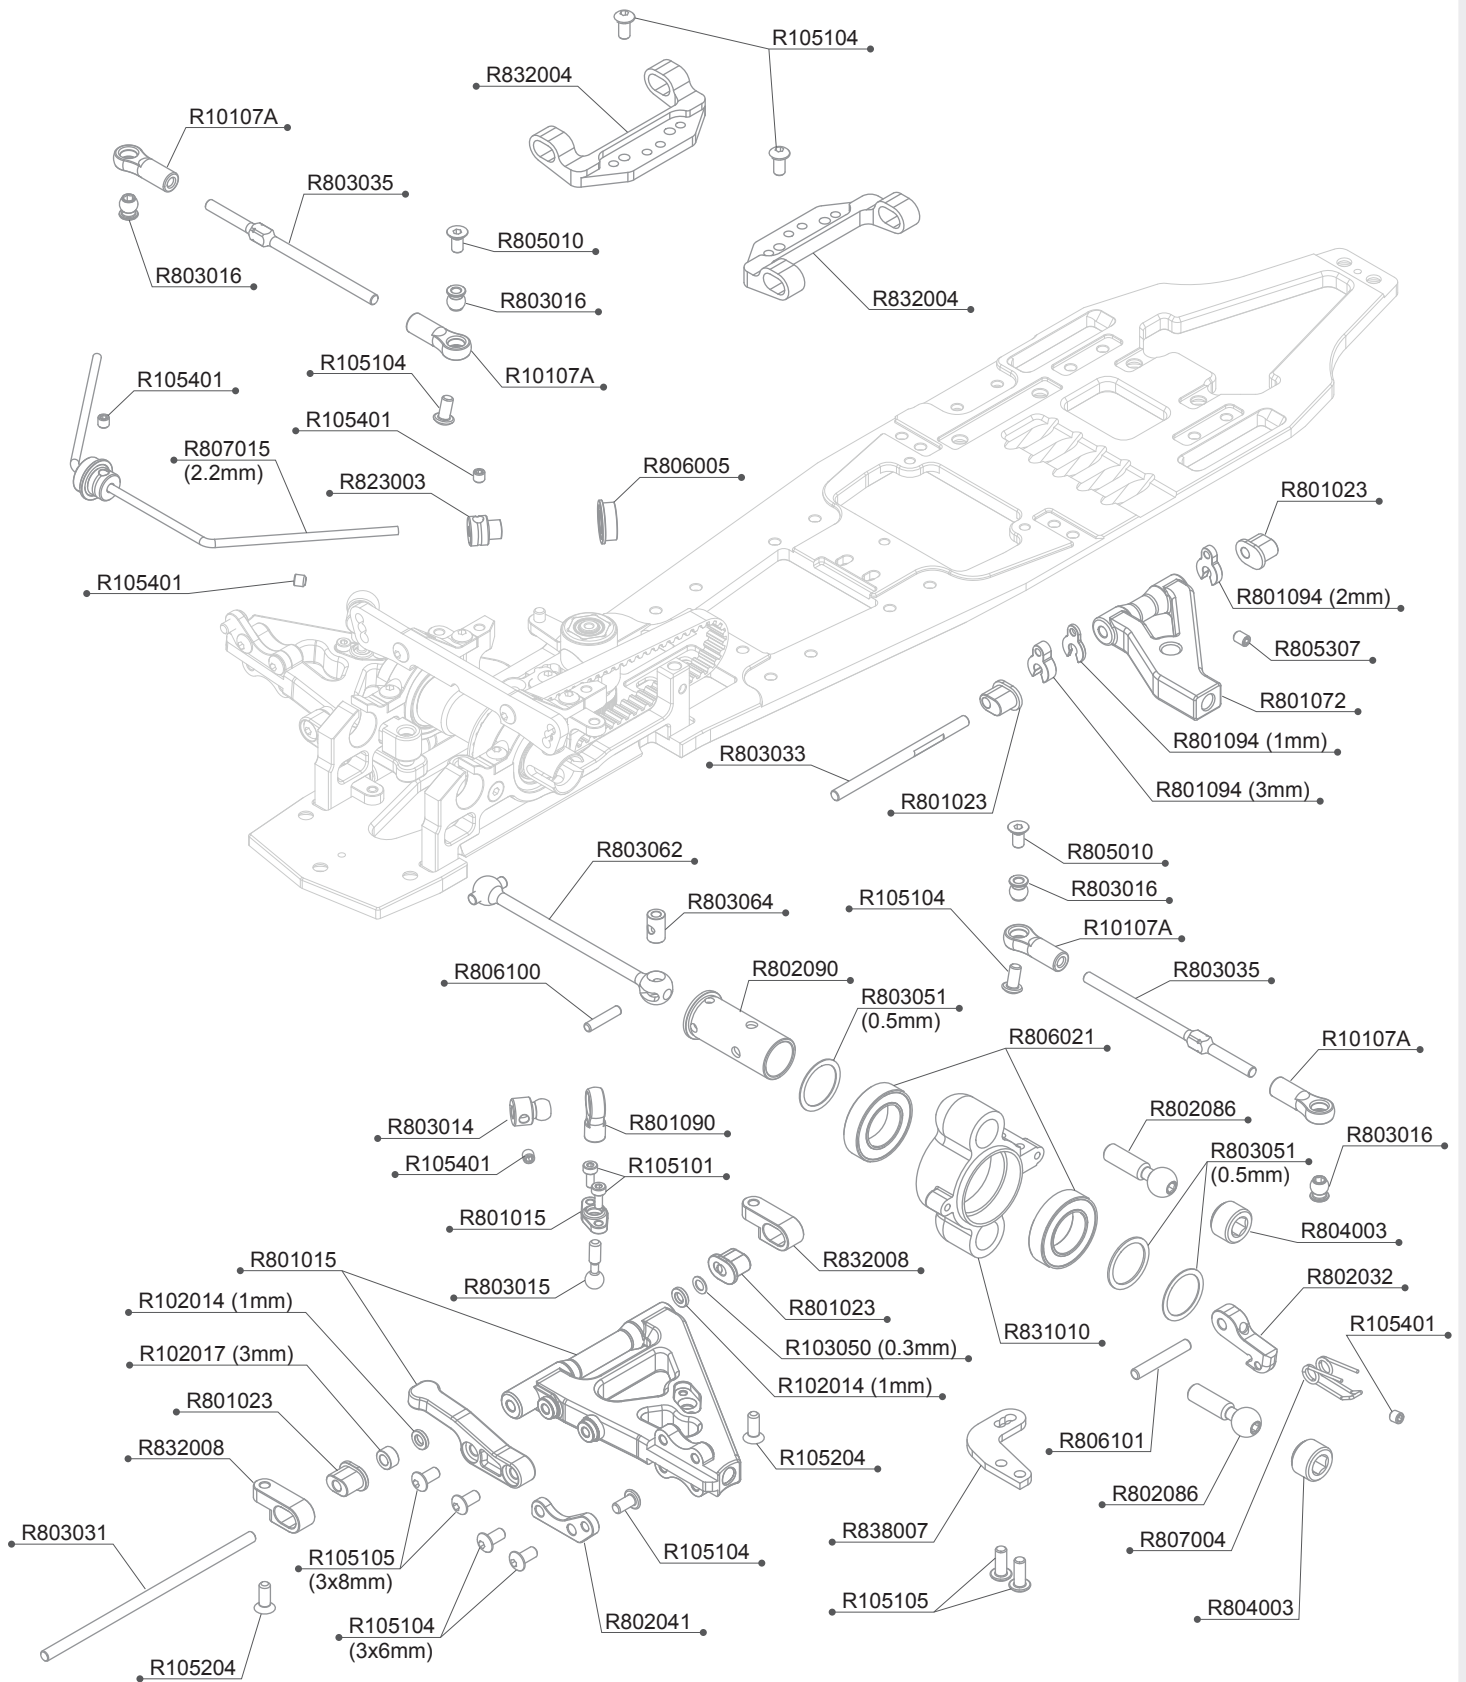 R105104
R832004
R10107A
R803035
R805010
R803016
R803016
R832004
R105104
R10107A
R105401
R105401
R807015
(2.2mm)
R806005
R823003
R801023
R105401
R801094 (2mm)
R805307
R801072
R801094 (1mm)
R803033
R801094 (3mm)
R801023
R803062
R805010
R803016
R803064
R105104
R10107A
R806100
R802090
R803035
R803051
(0.5mm)
R806021
R10107A
R802086
R803014
R801090
R803016
R803051
(0.5mm)
R105401
R105101
R801015
R804003
R801015
R832008
R803015
R802032
R102014 (1mm)
R801023
R105401
R831010
R103050 (0.3mm)
R102017 (3mm)
R102014 (1mm)
R801023
R806101
R832008
R105204
R802086
R803031
R838007
R807004
R105105
(3x8mm)
R105104
R105105
R804003
R105104
(3x6mm)
R802041
R105204